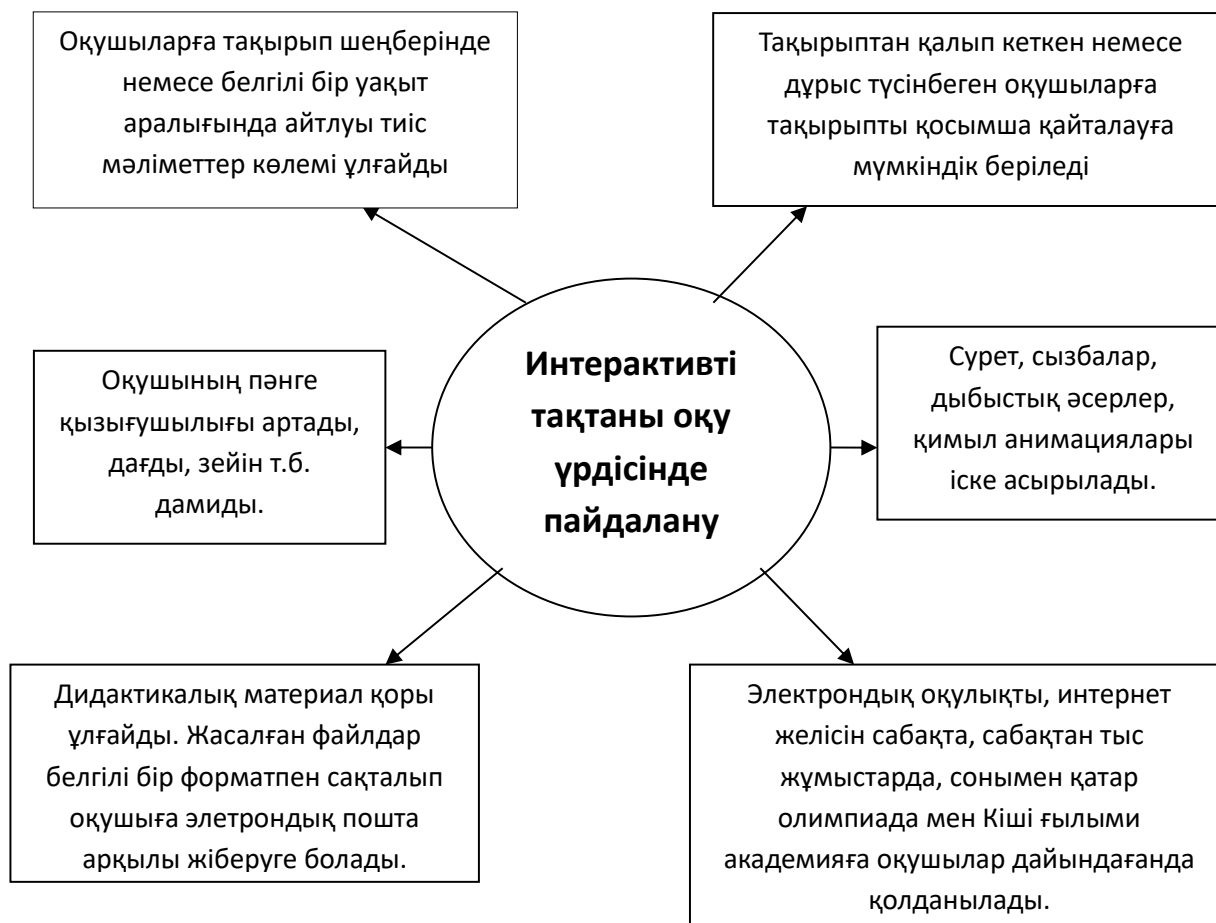 Оқушыларға тақырып шеңберінде
немесе белгілі бір уақыт
аралығында айтлуы тиіс
мәліметтер көлемі ұлғайды
Тақырыптан қалып кеткен немесе
дұрыс түсінбеген оқушыларға
тақырыпты қосымша қайталауға
мүмкіндік беріледі
Оқушының пәнге
қызығушылығы артады,
дағды, зейін т.б.
дамиды.
Интерактивті
тақтаны оқу
үрдісінде
пайдалану
Сурет, сызбалар,
дыбыстық әсерлер,
қимыл анимациялары
іске асырылады.
Дидактикалық материал қоры
ұлғайды. Жасалған файлдар
белгілі бір форматпен сақталып
оқушыға элетрондық пошта
арқылы жіберуге болады.
Электрондық оқулықты, интернет
желісін сабақта, сабақтан тыс
жұмыстарда, сонымен қатар
олимпиада мен Кіші ғылыми
академияға оқушылар дайындағанда
қолданылады.